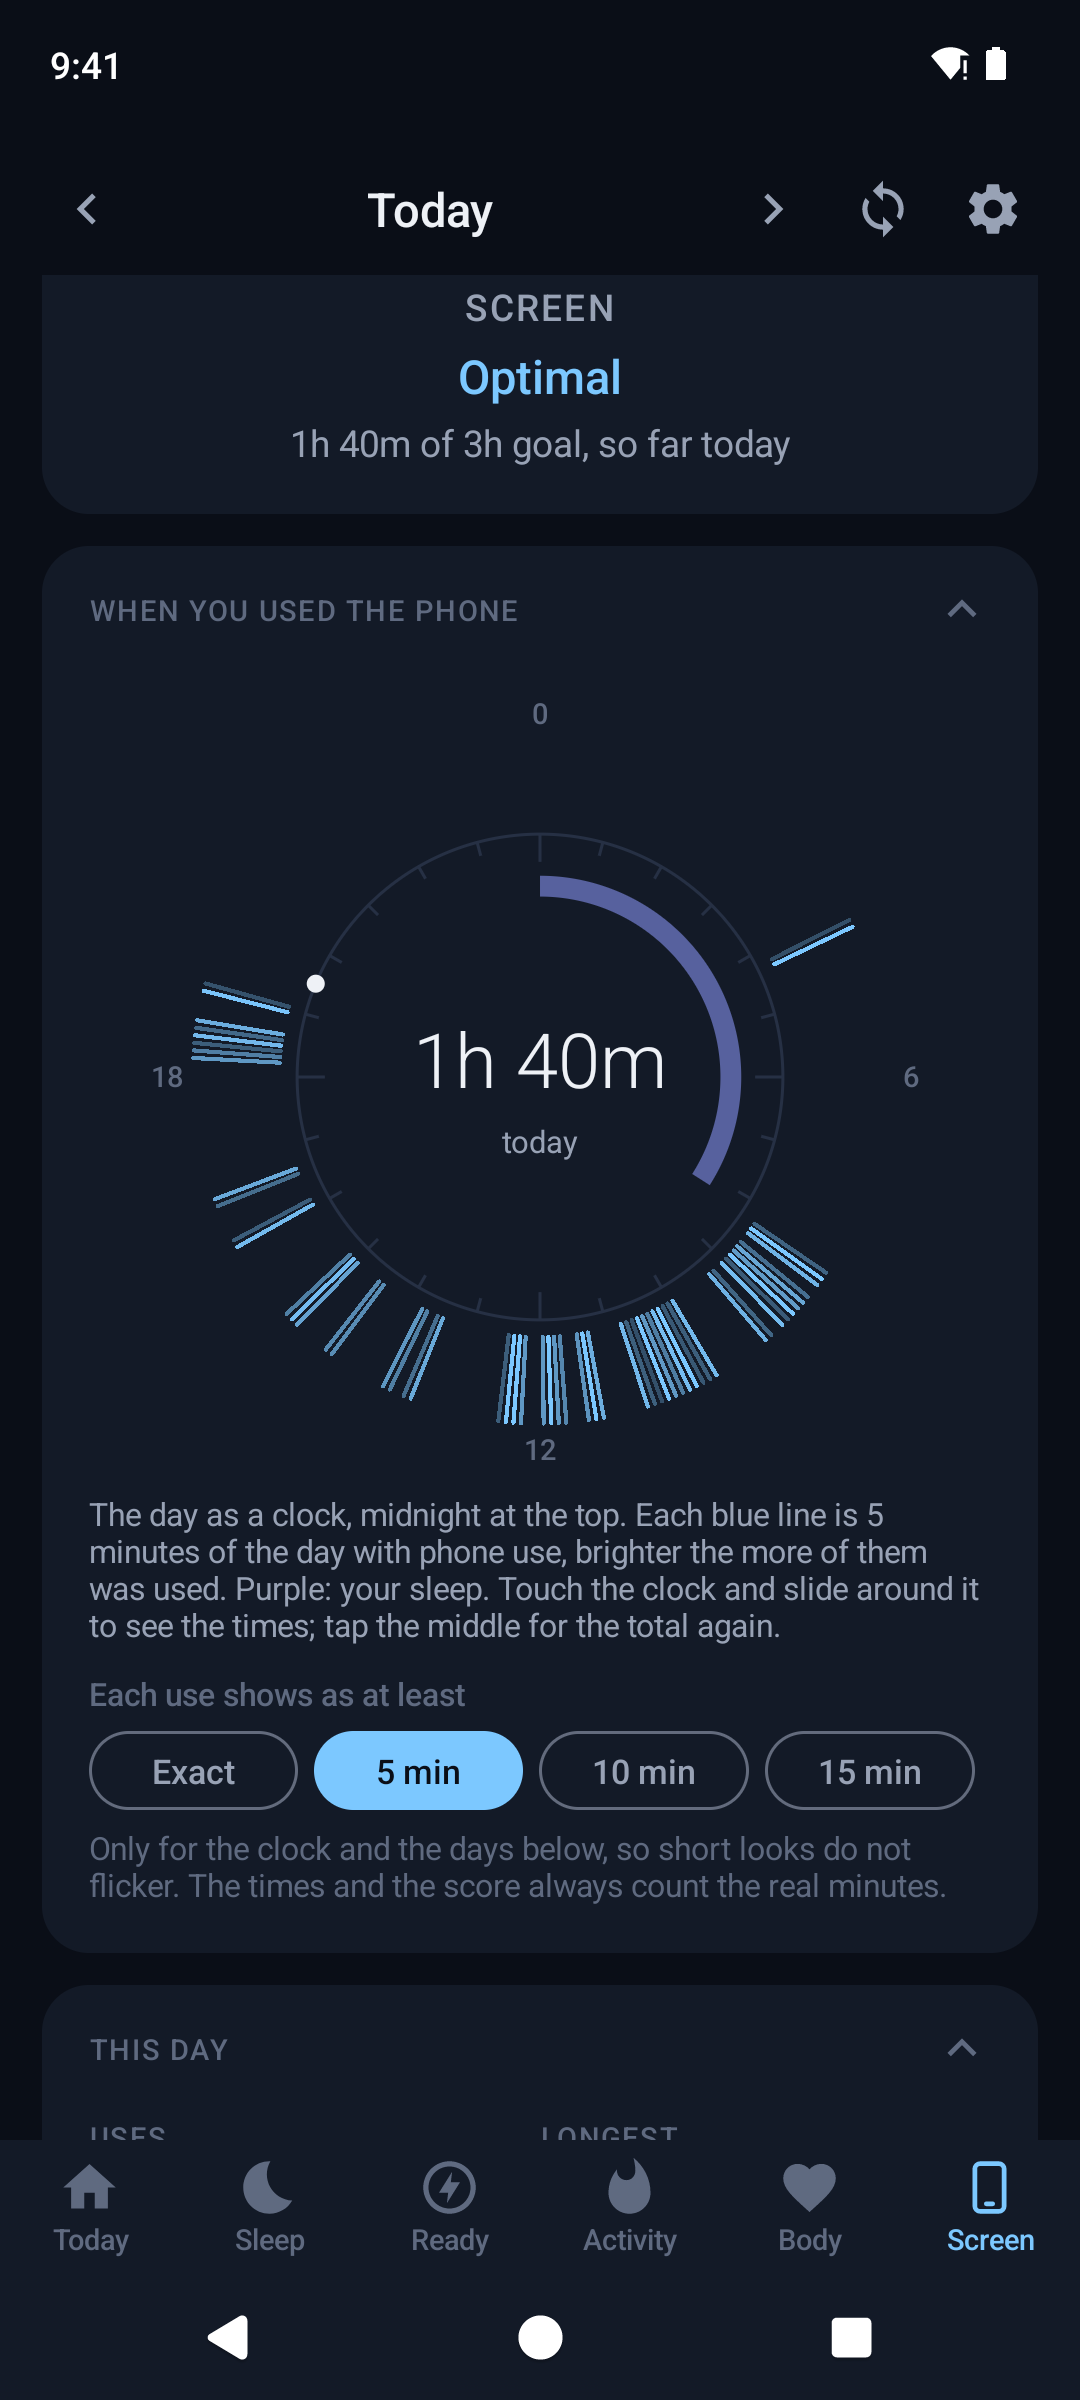 9:41
Today
SCREEN
Optimal
1h 40m of 3h goal, so far today
WHEN YOU USED THE PHONE
0
18
6
1h 40m
today
12
The day as a clock, midnight at the top. Each blue line is 5
minutes of the day with phone use, brighter the more of them
was used. Purple: your sleep. Touch the clock and slide around it
to see the times; tap the middle for the total again.
Each use shows as at least
Exact
5 min
10 min
15 min
Only for the clock and the days below, so short looks do not
flicker. The times and the score always count the real minutes.
THIS DAY
USES
LONGEST
Today
Sleep
Ready
Activity
Body
Screen